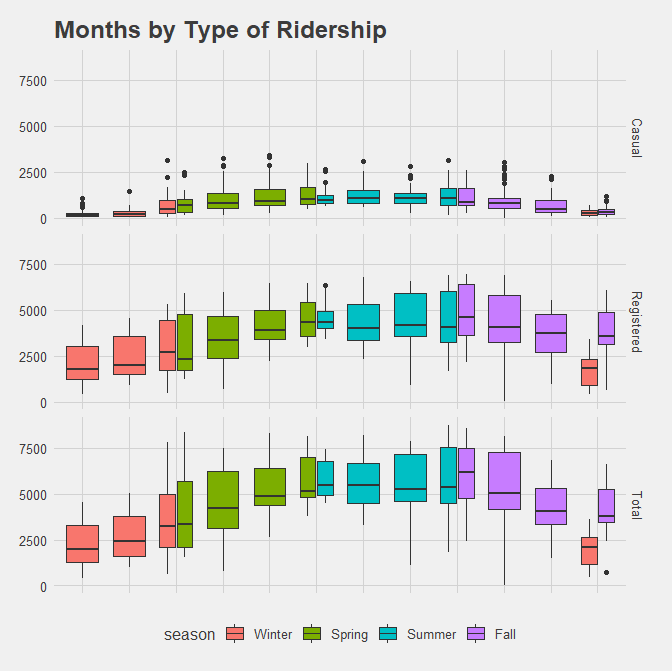 Months by Type of Ridership
7500
5000
2500
0
Casual
7500
5000
2500
0
Registered
7500
5000
2500
0
Total
season Winter Spring Summer Fall